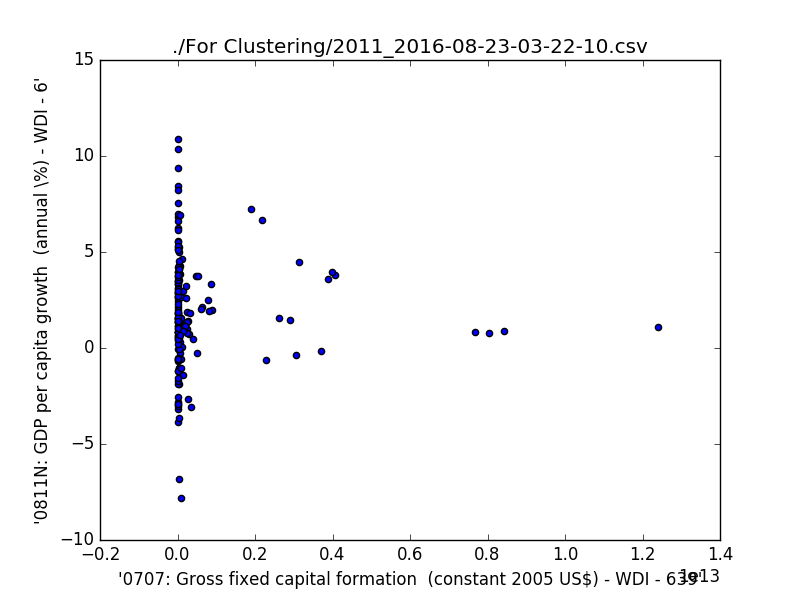 ./For Clustering/2011_2016-08-23-03-22-10.csv
15
10
5
0
−5
−10
'0811N: GDP per capita growth (annual \%) - WDI - 6'
−0.2 0.0 0.2 0.4 0.6 0.8 1.0 1.2 1.4
1e13
'0707: Gross fixed capital formation (constant 2005 US$) - WDI - 639'